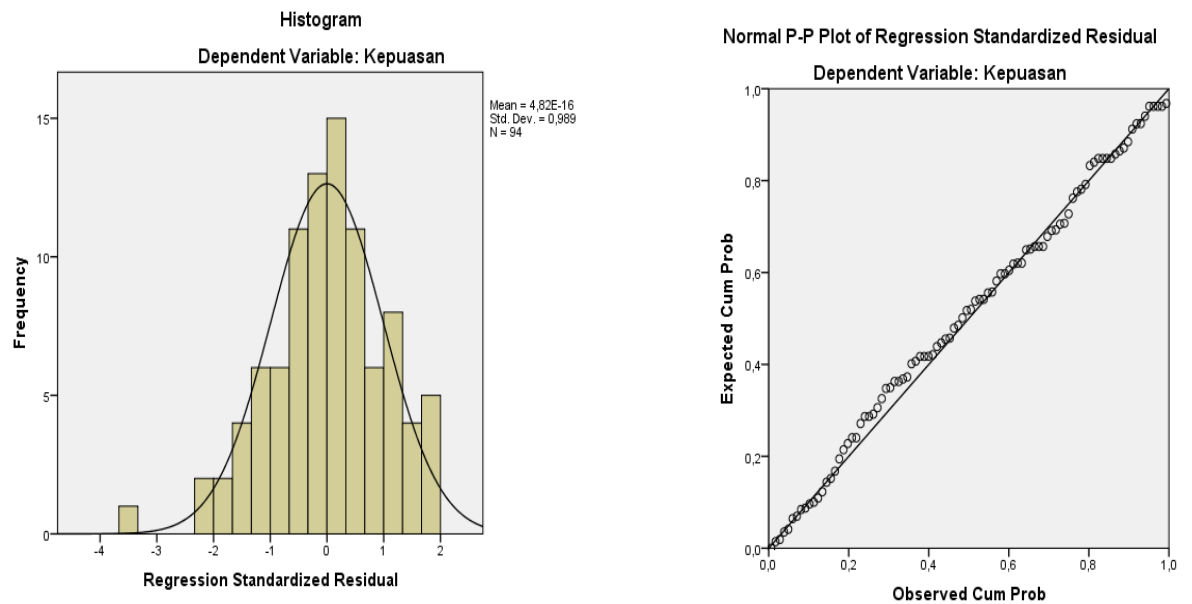 Histogram
Dependent Variable: Kepuasan
Mean = 4,82E-16
Std. Dev. = 0,989
N = 94
15
10
5
0
Frequency
-4 -3 -2 -1 0 1 2
Regression Standardized Residual
Normal P-P Plot of Regression Standardized Residual
Dependent Variable: Kepuasan
1,0
0,8
0,6
0,4
0,2
0,0
Expected Cum Prob
0,0 0,2 0,4 0,6 0,8 1,0
Observed Cum Prob